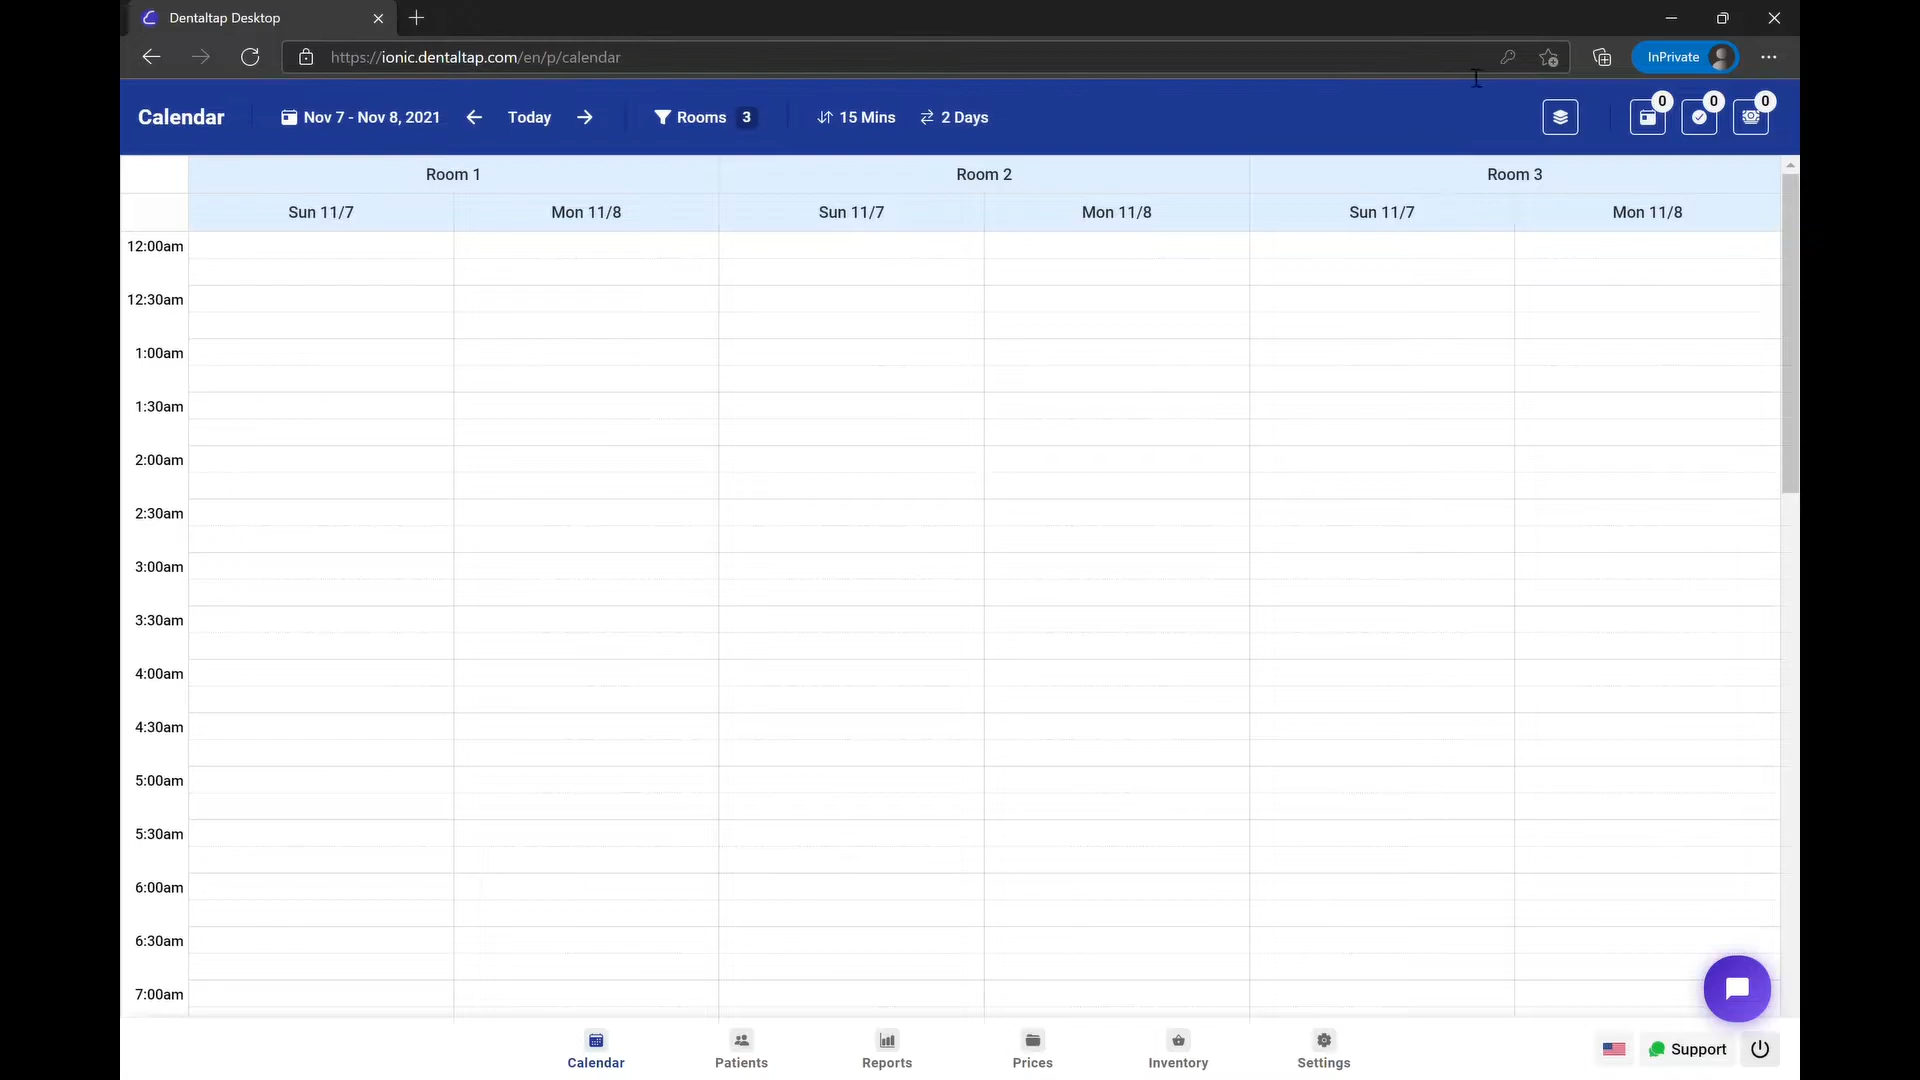 Dentaltap Desktop
https://ionic.dentaltap.com/en/p/calendar
InPrivate
Calendar
Nov 7 - Nov 8, 2021
Today
Rooms 3
15 Mins
2 Days
0
0
0
Room 1
Room 2
Room 3
Sun 11/7
Mon 11/8
Sun 11/7
Mon 11/8
Sun 11/7
Mon 11/8
12:00am
12:30am
1:00am
1:30am
2:00am
2:30am
3:00am
3:30am
4:00am
4:30am
5:00am
5:30am
6:00am
6:30am
7:00am
Calendar
Patients
Reports
Prices
Inventory
Settings
Support